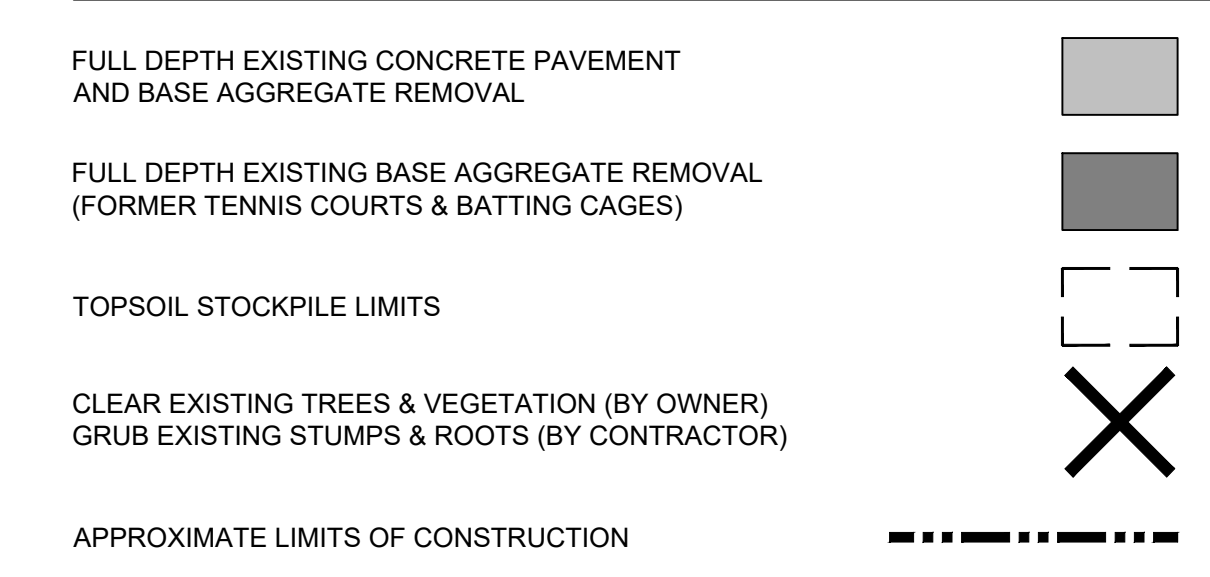 FULL DEPTH EXISTING CONCRETE PAVEMENT
AND BASE AGGREGATE REMOVAL
FULL DEPTH EXISTING BASE AGGREGATE REMOVAL
(FORMER TENNIS COURTS & BATTING CAGES)
TOPSOIL STOCKPILE LIMITS
CLEAR EXISTING TREES & VEGETATION (BY OWNER)
GRUB EXISTING STUMPS & ROOTS (BY CONTRACTOR)
APPROXIMATE LIMITS OF CONSTRUCTION